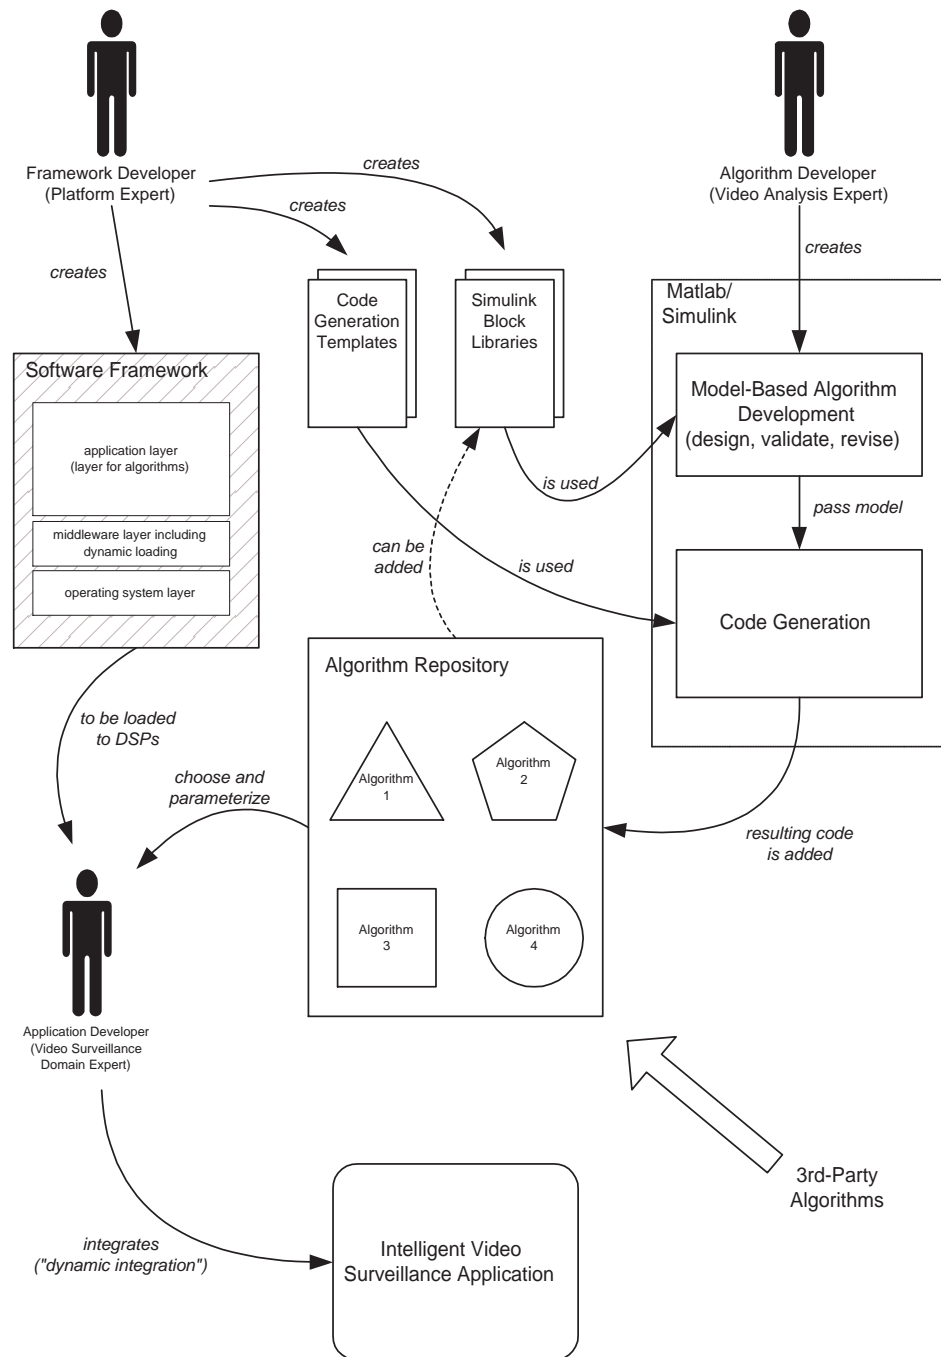 Framework Developer
(Platform Expert)
Algorithm Developer
(Video Analysis Expert)
creates
creates
creates
creates
Code
Generation
Templates
Simulink
Block
Libraries
Matlab/
Simulink
Software Framework
application layer
(layer for algorithms)
middleware layer including
dynamic loading
operating system layer
Model-Based Algorithm
Development
(design, validate, revise)
is used
pass model
can be
added
is used
Code Generation
Algorithm Repository
to be loaded
to DSPs
choose and
parameterize
Algorithm
1
Algorithm
2
resulting code
is added
Algorithm
3
Algorithm
4
Application Developer
(Video Surveillance
Domain Expert)
3rd-Party
Algorithms
integrates
("dynamic integration")
Intelligent Video
Surveillance Application